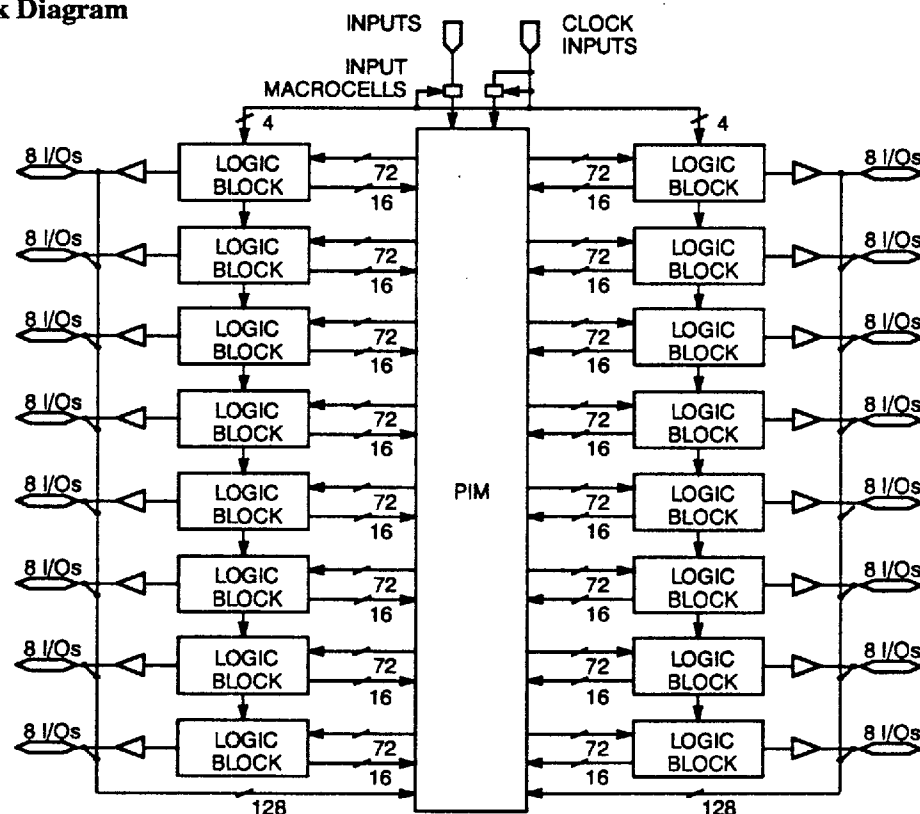 k Diagram
INPUTS
CLOCK
INPUTS
INPUT
MACROCELLS
4
4
8 I/Os
LOGIC
BLOCK
72
16
72
16
LOGIC
BLOCK
8 I/Os
8 I/Os
LOGIC
BLOCK
72
16
72
16
LOGIC
BLOCK
8 I/Os
8 I/Os
LOGIC
BLOCK
72
16
72
16
LOGIC
BLOCK
8 I/Os
8 I/Os
LOGIC
BLOCK
72
16
72
16
LOGIC
BLOCK
8 I/Os
8 I/Os
LOGIC
BLOCK
72
16
PIM
72
16
LOGIC
BLOCK
8 I/Os
8 I/Os
LOGIC
BLOCK
72
16
72
16
LOGIC
BLOCK
8 I/Os
8 I/Os
LOGIC
BLOCK
72
16
72
16
LOGIC
BLOCK
8 I/Os
8 I/Os
LOGIC
BLOCK
72
16
72
16
LOGIC
BLOCK
8 I/Os
128
128